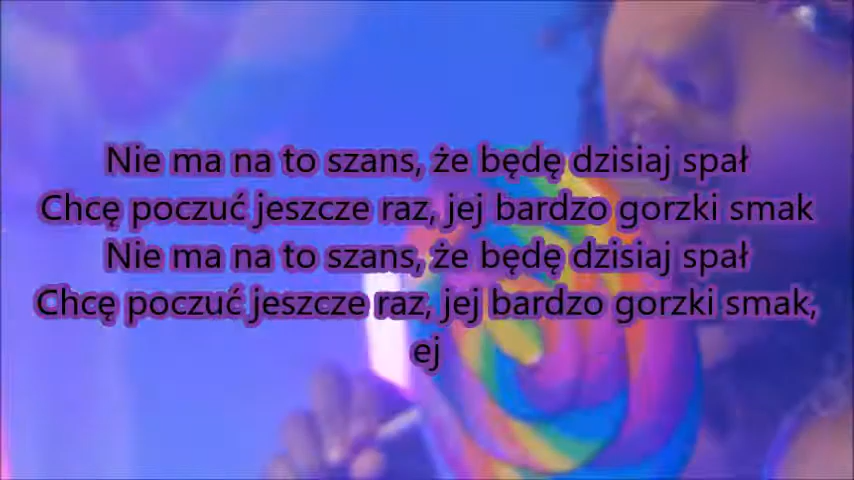 Nie ma na to szans, że będę dzisiaj spał
Chcę poczuć jeszcze raz, jej bardzo gorzki smak
Nie ma na to szans, że będę dzisiaj spał
Chcę poczuć jeszcze raz, jej bardzo gorzki smak,
ej